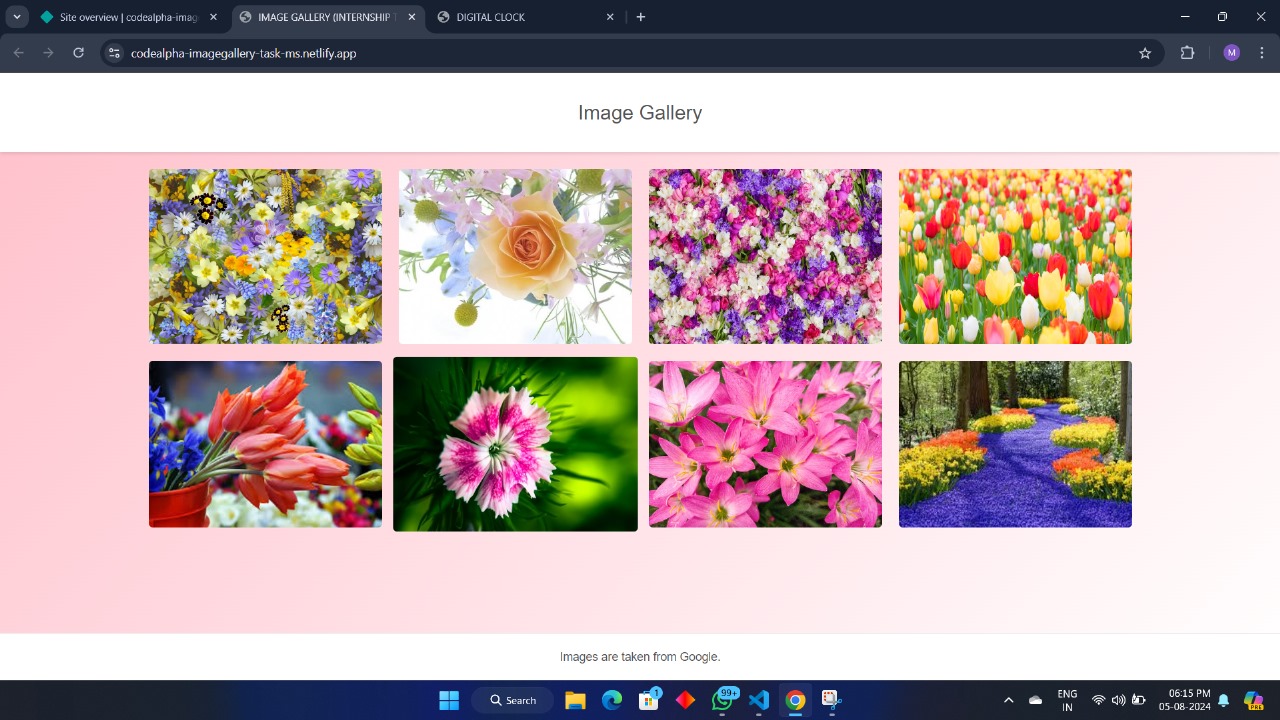 Site overview | codealpha-imag
IMAGE GALLERY (INTERNSHIP T
DIGITAL CLOCK
codealpha-imagegallery-task-ms.netlify.app
M
Image Gallery
Images are taken from Google.
Search
1
99+
PRE
ENG
IN
06:15 PM
05-08-2024